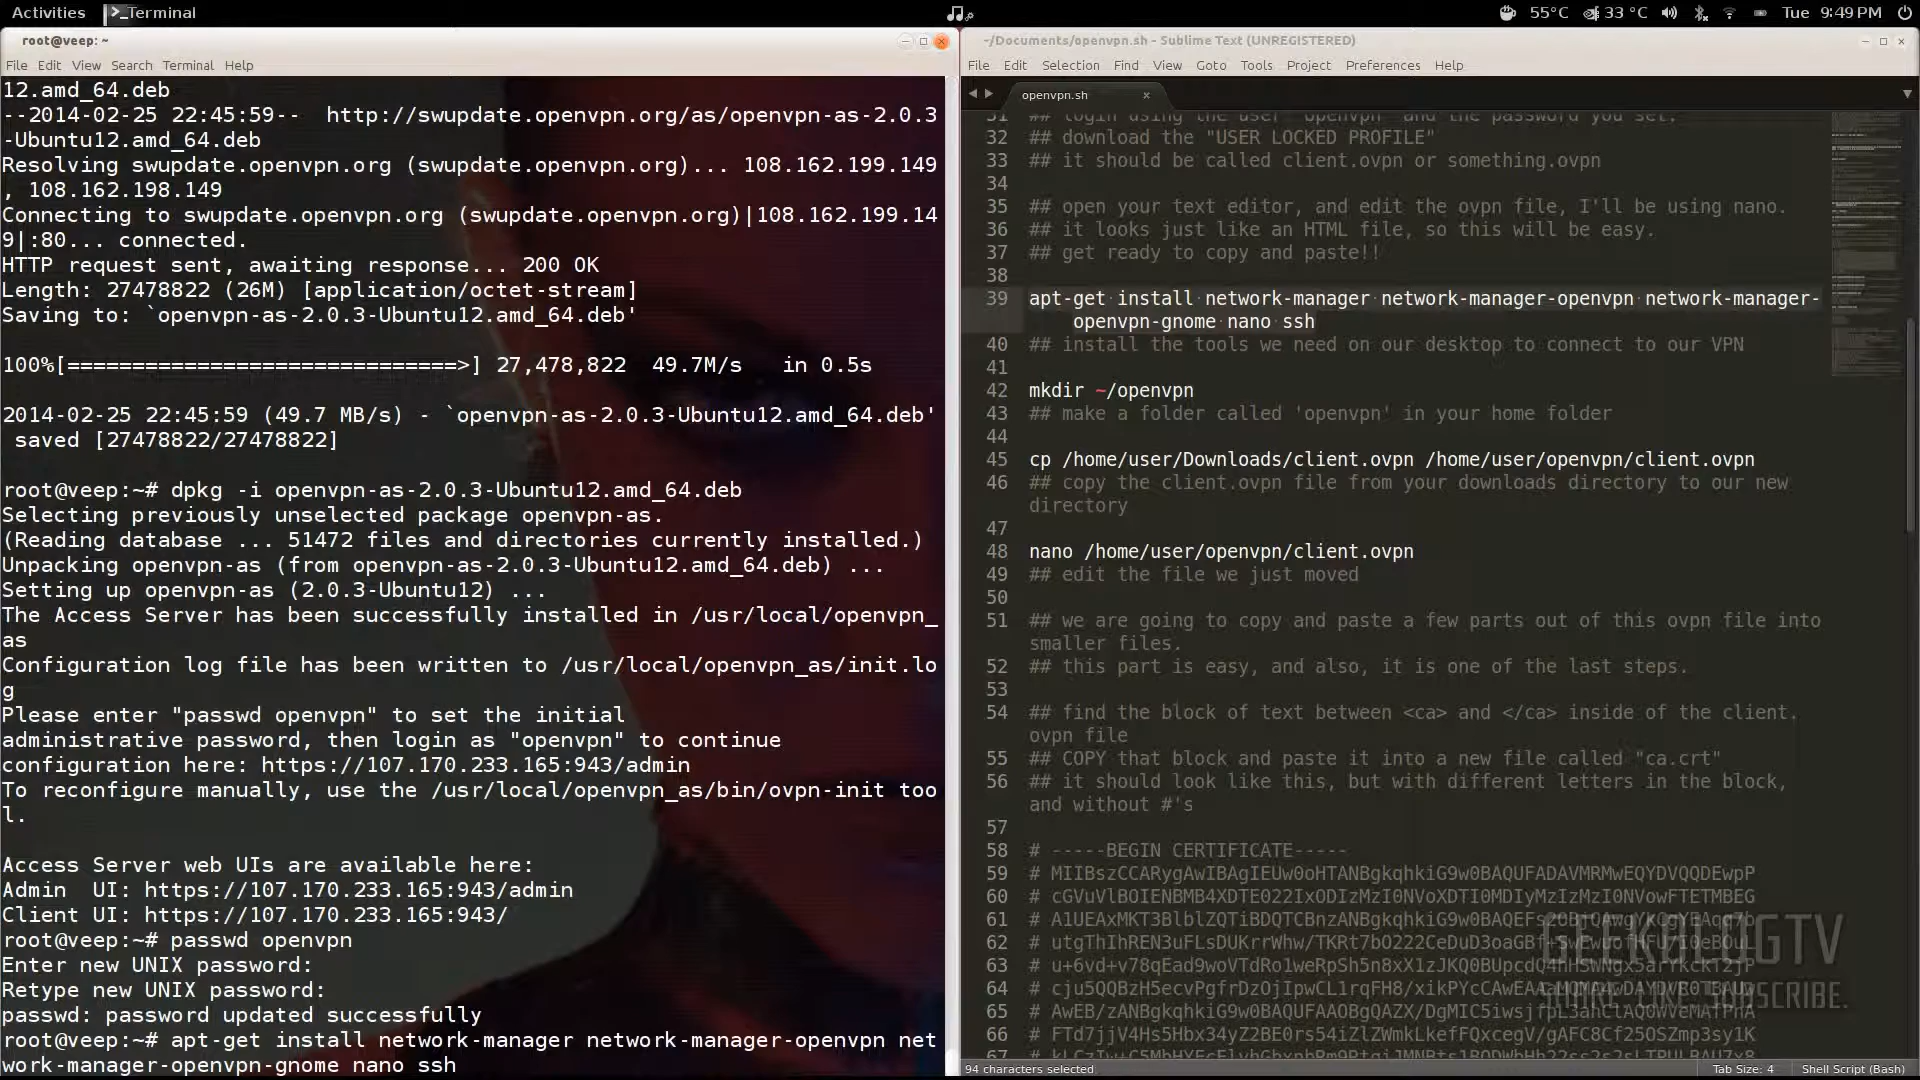 Activities
Terminal
55°C
33 °C
Tue 9:49 PM
root@veep: ~
File Edit View Search Terminal Help
12.amd_64.deb
--2014-02-25 22:45:59-- http://swupdate.openvpn.org/as/openvpn-as-2.0.3
-Ubuntu12.amd_64.deb
Resolving swupdate.openvpn.org (swupdate.openvpn.org)... 108.162.199.149
, 108.162.198.149
Connecting to swupdate.openvpn.org (swupdate.openvpn.org)|108.162.199.14
9|:80... connected.
HTTP request sent, awaiting response... 200 OK
Length: 27478822 (26M) [application/octet-stream]
Saving to: `openvpn-as-2.0.3-Ubuntu12.amd_64.deb'
100%[==============================>] 27,478,822 49.7M/s in 0.5s
2014-02-25 22:45:59 (49.7 MB/s) - `openvpn-as-2.0.3-Ubuntu12.amd_64.deb'
saved [27478822/27478822]
root@veep:~# dpkg -i openvpn-as-2.0.3-Ubuntu12.amd_64.deb
Selecting previously unselected package openvpn-as.
(Reading database ... 51472 files and directories currently installed.)
Unpacking openvpn-as (from openvpn-as-2.0.3-Ubuntu12.amd_64.deb) ...
Setting up openvpn-as (2.0.3-Ubuntu12) ...
The Access Server has been successfully installed in /usr/local/openvpn_
as
Configuration log file has been written to /usr/local/openvpn_as/init.lo
g
Please enter "passwd openvpn" to set the initial
administrative password, then login as "openvpn" to continue
configuration here: https://107.170.233.165:943/admin
To reconfigure manually, use the /usr/local/openvpn_as/bin/ovpn-init too
l.
Access Server web UIs are available here:
Admin UI: https://107.170.233.165:943/admin
Client UI: https://107.170.233.165:943/
root@veep:~# passwd openvpn
Enter new UNIX password:
Retype new UNIX password:
passwd: password updated successfully
root@veep:~# apt-get install network-manager network-manager-openvpn net
work-manager-openvpn-gnome nano ssh
~/Documents/openvpn.sh - Sublime Text (UNREGISTERED)
File Edit Selection Find View Goto Tools Project Preferences Help
openvpn.sh
31 ## login using the user "openvpn" and the password you set.
32 ## download the "USER LOCKED PROFILE"
33 ## it should be called client.ovpn or something.ovpn
34
35 ## open your text editor, and edit the ovpn file, I'll be using nano.
36 ## it looks just like an HTML file, so this will be easy.
37 ## get ready to copy and paste!!
38
39 apt-get install network-manager network-manager-openvpn network-manager-
openvpn-gnome nano ssh
40 ## install the tools we need on our desktop to connect to our VPN
41
42 mkdir ~/openvpn
43 ## make a folder called 'openvpn' in your home folder
44
45 cp /home/user/Downloads/client.ovpn /home/user/openvpn/client.ovpn
46 ## copy the client.ovpn file from your downloads directory to our new
directory
47
48 nano /home/user/openvpn/client.ovpn
49 ## edit the file we just moved
50
51 ## we are going to copy and paste a few parts out of this ovpn file into
smaller files.
52 ## this part is easy, and also, it is one of the last steps.
53
54 ## find the block of text between <ca> and </ca> inside of the client.
ovpn file
55 ## COPY that block and paste it into a new file called "ca.crt"
56 ## it should look like this, but with different letters in the block,
and without #'s
57
58 # -----BEGIN CERTIFICATE-----
59 # MIIBszCCARygAwIBAgIEUw0oHTANBgkqhkiG9w0BAQUFADAVMRMwEQYDVQQDEwpP
60 # cGVuVlBOIENBMB4XDTE0MjIxODIzMzI0NVoXDTI0MDIyMzIzMzI0NVowFTETMBEG
61 #
62 #
63 #
64 #
65 #
66 # FTd7jjV4Hs5Hbx34yZ2BE0rs54iZlZWmkLkefFQxcegV/gAFC8Cf25OSZmp3sy1K
67 #
GEEKBLOGTV
SHARE. LIKE. SUBSCRIBE.
94 characters selected
Tab Size: 4
Shell Script (Bash)